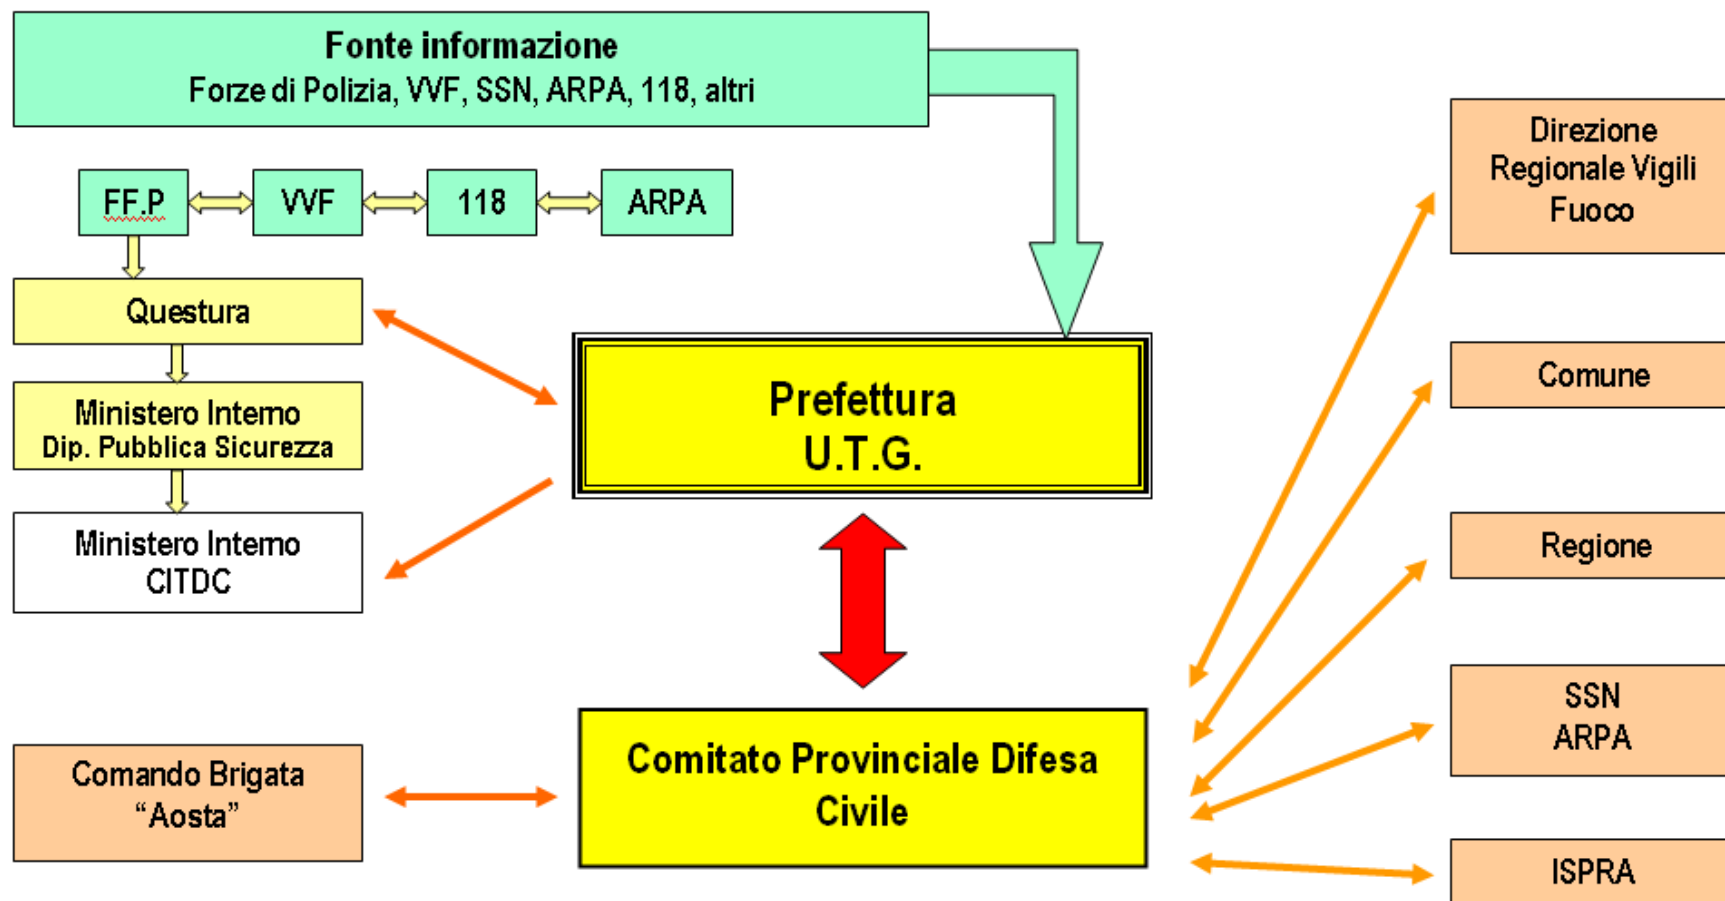 Fonte informazione
Forze di Polizia, VVF, SSN, ARPA, 118, altri
FF.P
VVF
118
ARPA
Questura
Ministero Interno
Dip. Pubblica Sicurezza
Ministero Interno
CITDC
Prefettura
U.T.G.
Comando Brigata
“Aosta”
Comitato Provinciale Difesa
Civile
Direzione
Regionale Vigili
Fuoco
Comune
Regione
SSN
ARPA
ISPRA